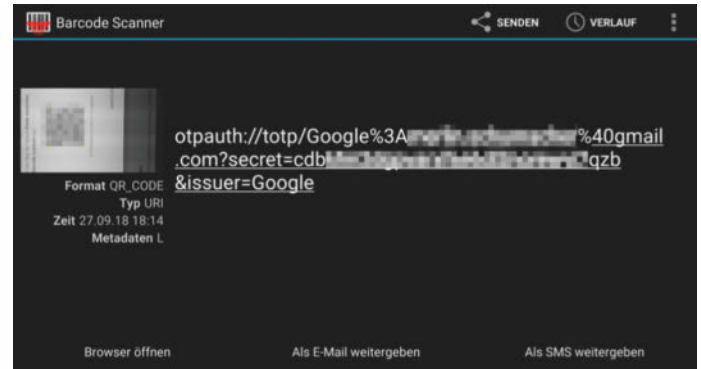 Barcode Scanner
SENDEN
VERLAUF
otpauth://totp/Google%3A %40gmail
.com?secret=cdb qzb
&issuer=Google
Format QR_CODE
Typ URI
Zeit 27.09.18 18:14
Metadaten L
Browser öffnen
Als E-Mail weitergeben
Als SMS weitergeben